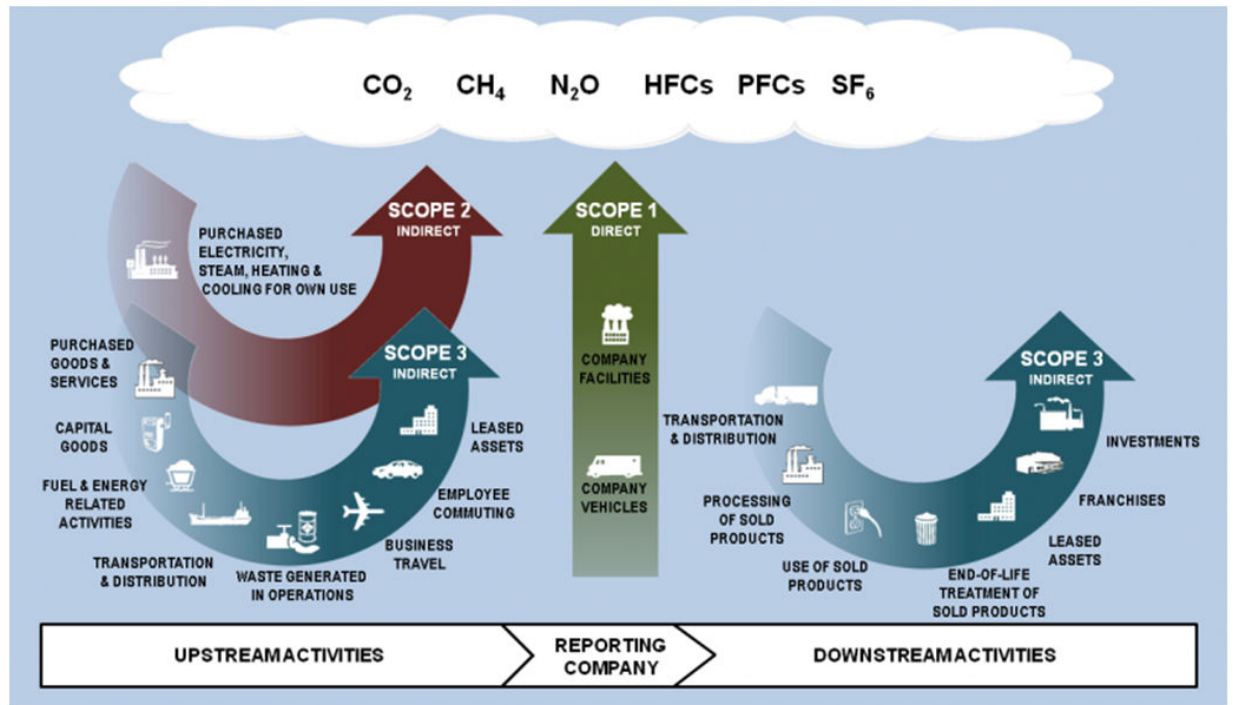 CO₂ CH₄ N₂O HFCs PFCs SF₆
SCOPE 2
INDIRECT
PURCHASED
ELECTRICITY,
STEAM, HEATING &
COOLING FOR OWN USE
SCOPE 1
DIRECT
COMPANY
FACILITIES
COMPANY
VEHICLES
SCOPE 3
INDIRECT
PURCHASED
GOODS &
SERVICES
CAPITAL
GOODS
FUEL & ENERGY
RELATED
ACTIVITIES
TRANSPORTATION
& DISTRIBUTION
WASTE GENERATED
IN OPERATIONS
BUSINESS
TRAVEL
EMPLOYEE
COMMUTING
LEASED
ASSETS
SCOPE 3
INDIRECT
TRANSPORTATION
& DISTRIBUTION
PROCESSING
OF SOLD
PRODUCTS
USE OF SOLD
PRODUCTS
END-OF-LIFE
TREATMENT OF
SOLD PRODUCTS
LEASED
ASSETS
FRANCHISES
INVESTMENTS
UPSTREAMACTIVITIES
REPORTING
COMPANY
DOWNSTREAMACTIVITIES